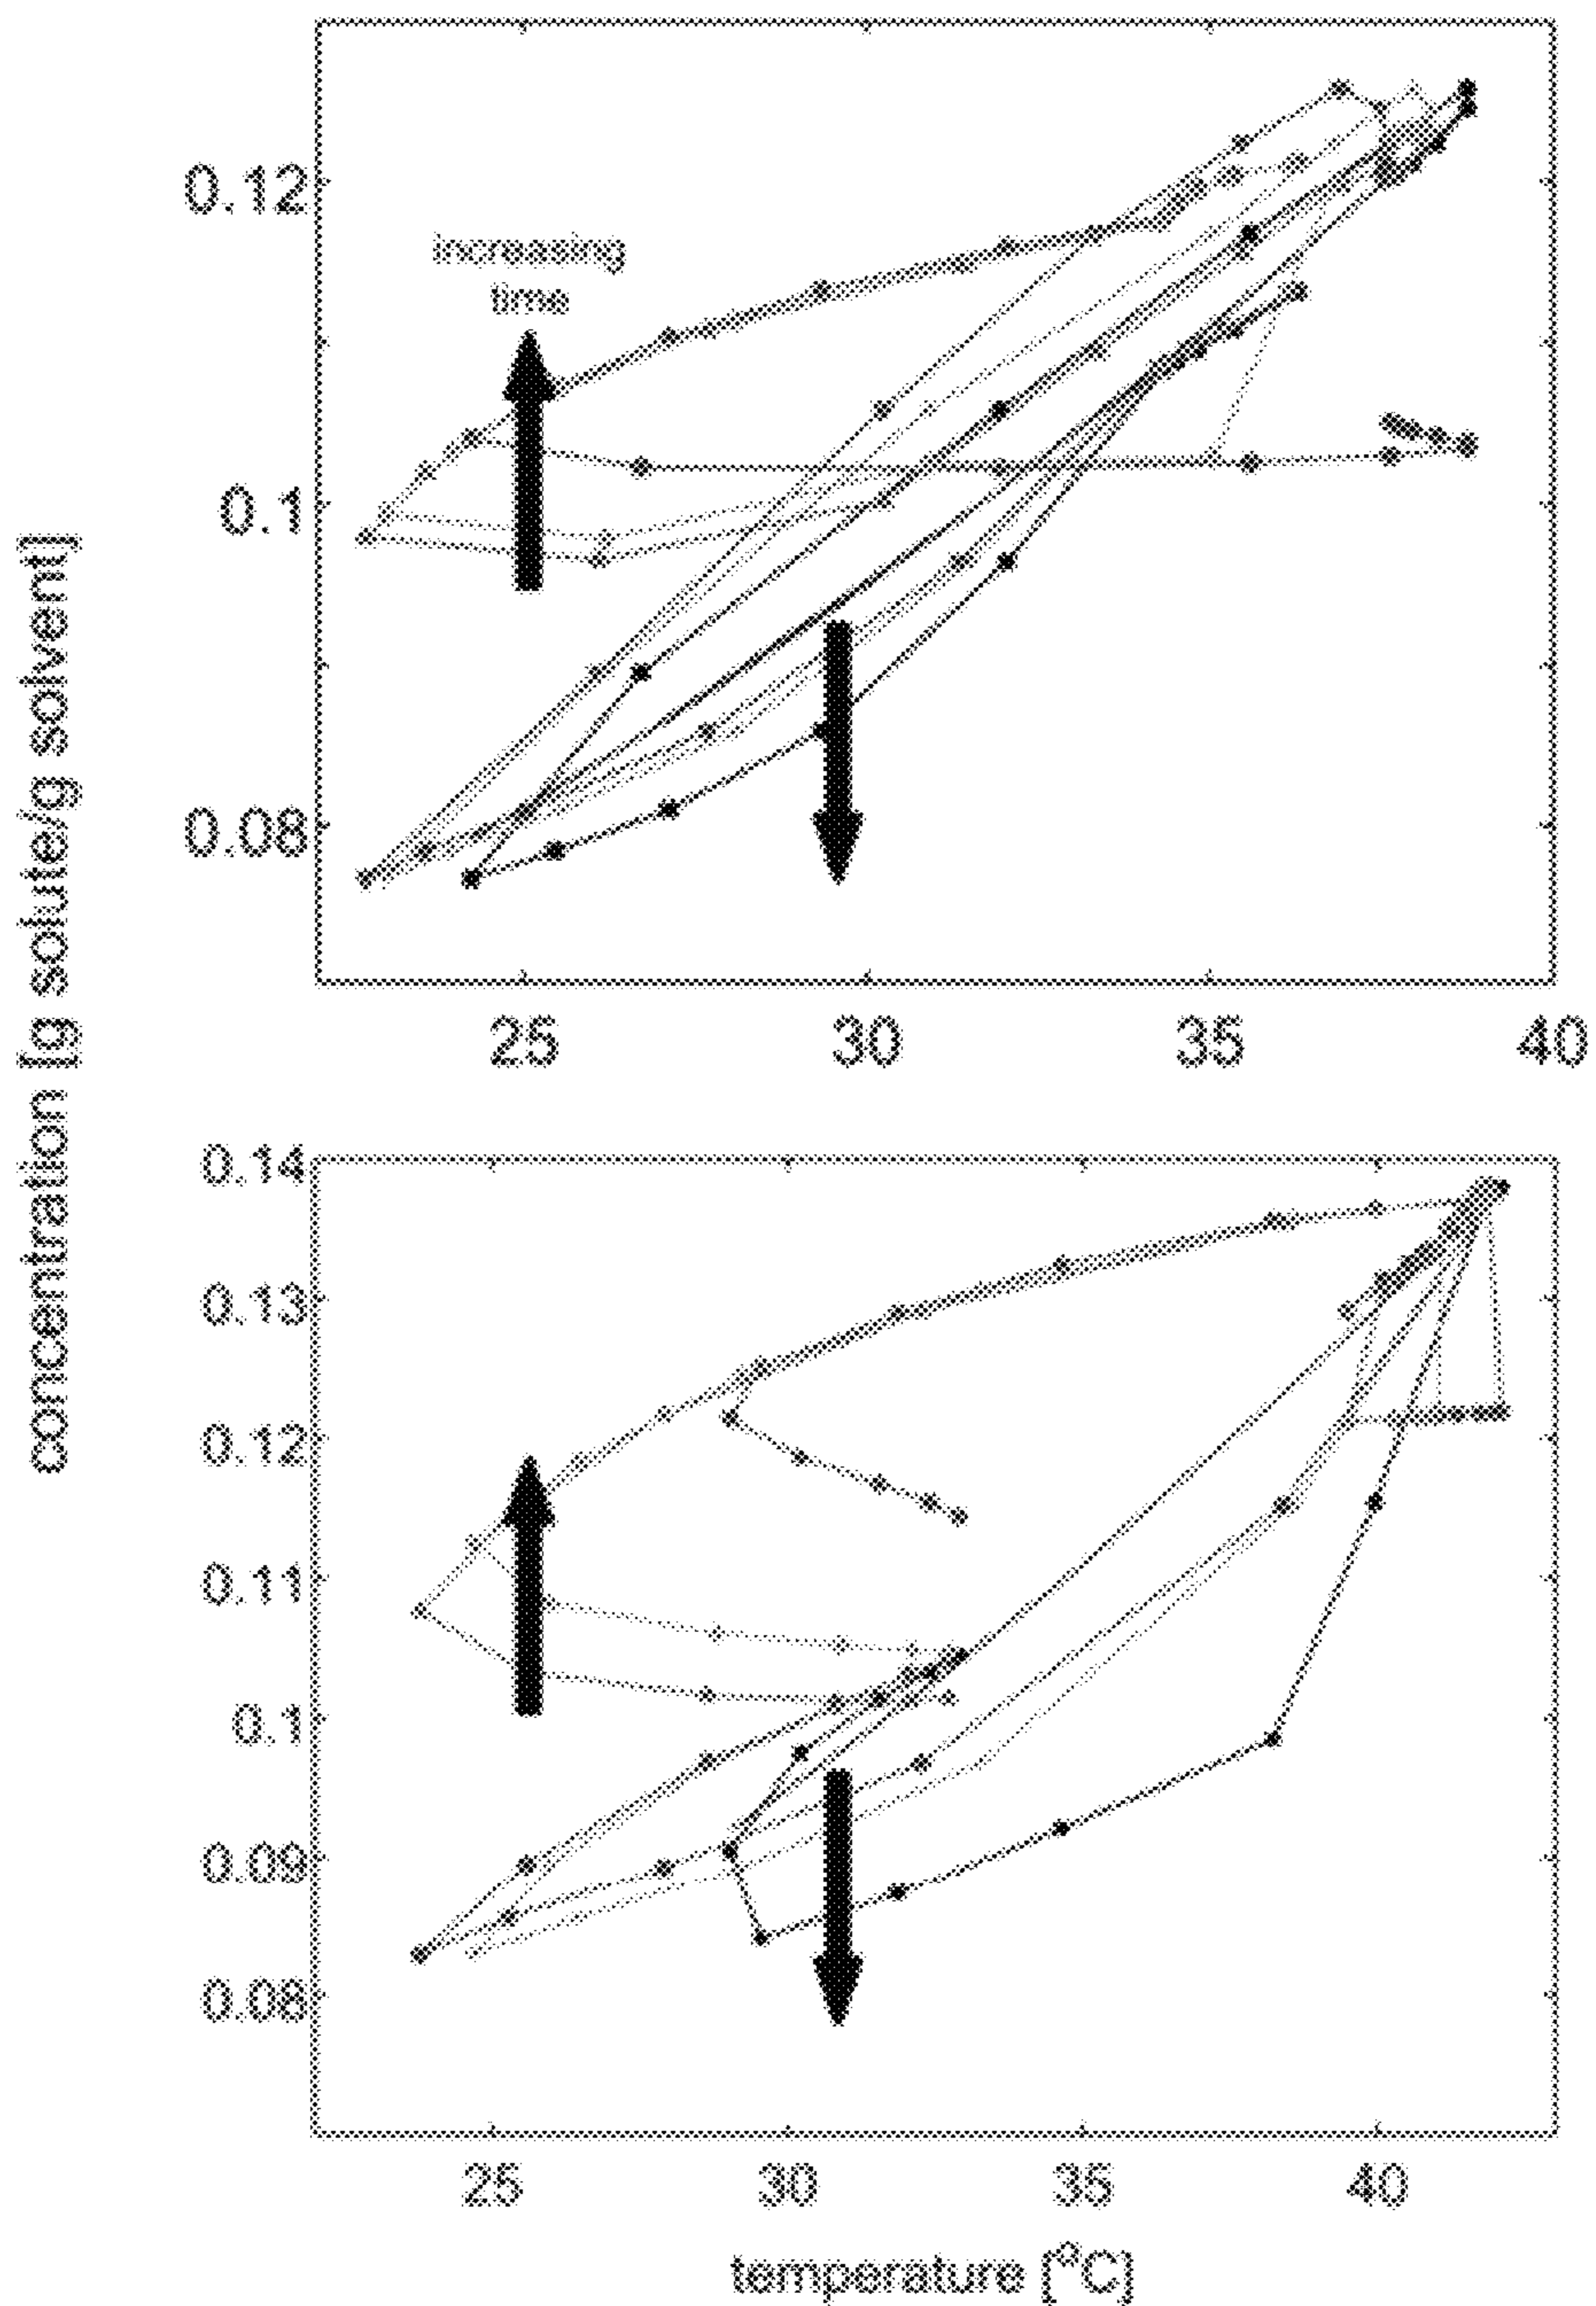 concentration [g solute/g solvent]
0.12
0.1
0.08
increasing
time
25 30 35 40
0.14
0.13
0.12
0.11
0.1
0.09
0.08
25 30 35 40
temperature [°C]